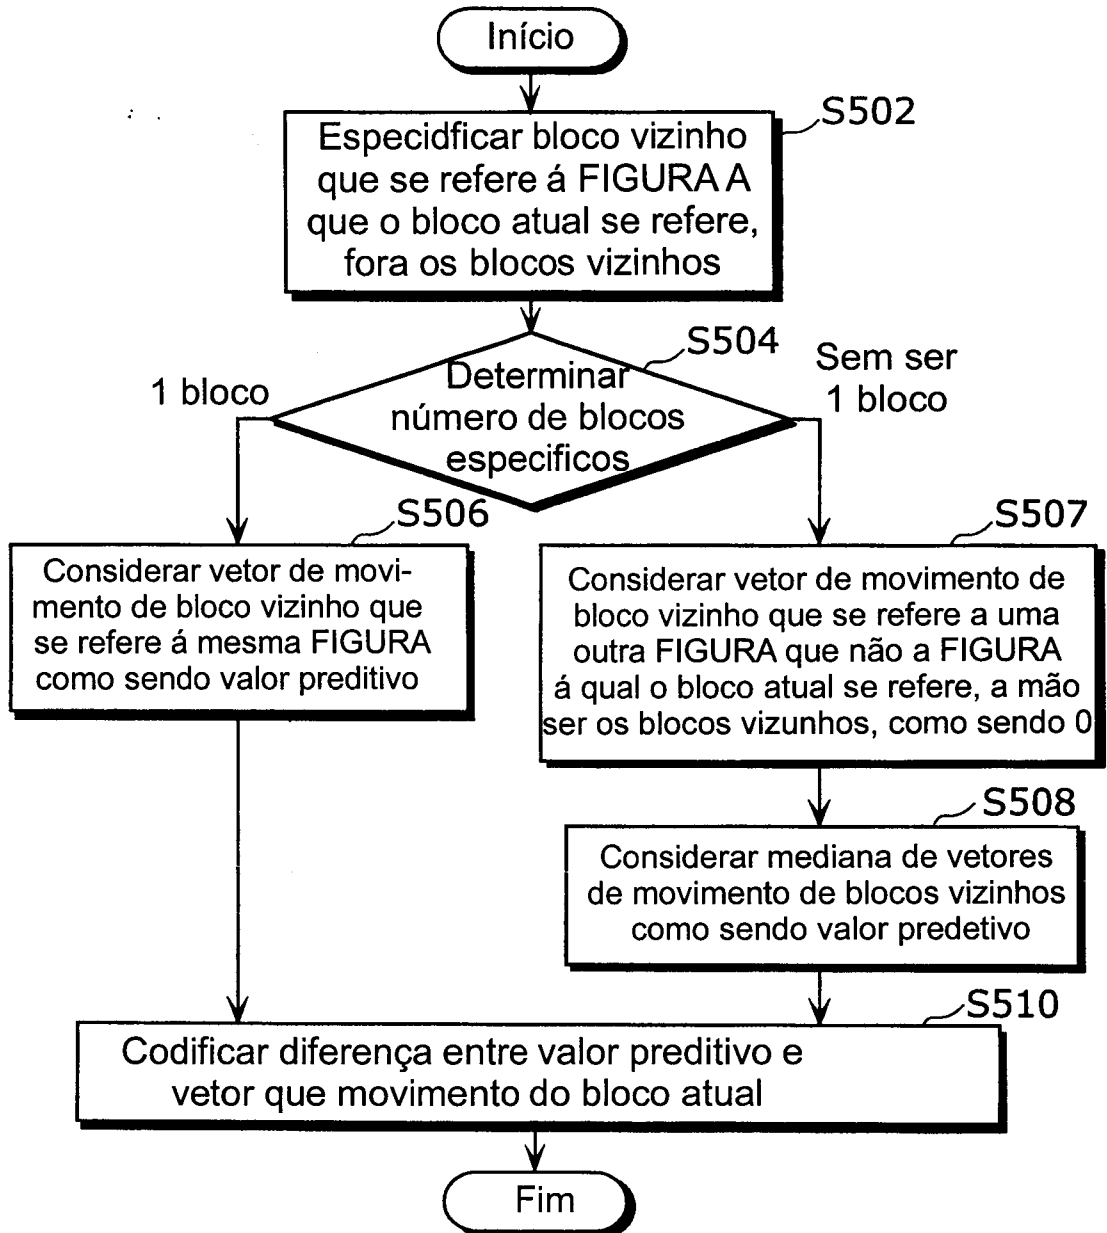 Início
S502
Especidficar bloco vizinho
que se refere á FIGURA A
que o bloco atual se refere,
fora os blocos vizinhos
S504
1 bloco
Determinar
número de blocos
especificos
Sem ser
1 bloco
S506
Considerar vetor de movi-
mento de bloco vizinho que
se refere á mesma FIGURA
como sendo valor preditivo
S507
Considerar vetor de movimento de
bloco vizinho que se refere a uma
outra FIGURA que não a FIGURA
á qual o bloco atual se refere, a mão
ser os blocos vizunhos, como sendo 0
S508
Considerar mediana de vetores
de movimento de blocos vizinhos
como sendo valor predetivo
S510
Codificar diferença entre valor preditivo e
vetor que movimento do bloco atual
Fim